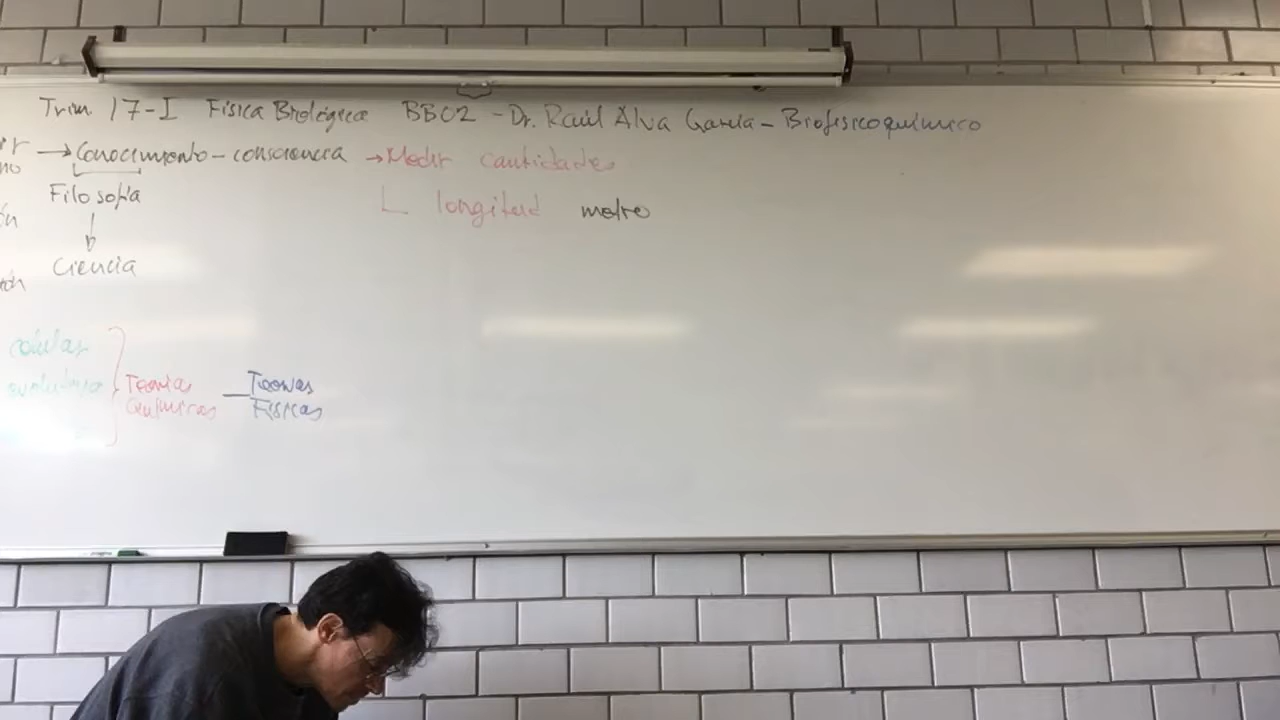 Trim 17-I Física Biológica BB02 - Dr. Raúl Alva García - Biofisicoquímico
→ Conocimiento - consciencia → Medir cantidades
Filosofía
longitud metro
Ciencia
células
Teorías
Químicas
Teorías
Físicas